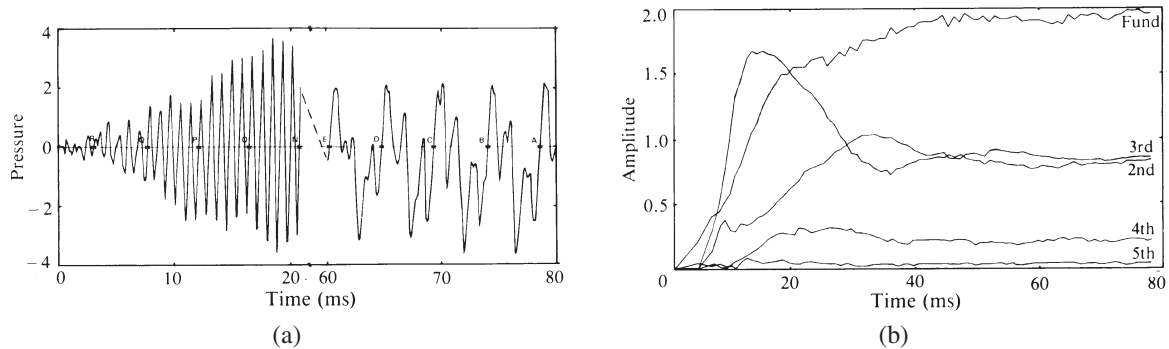 4
2
0
−2
−4
Pressure
R
Q
P
O
N
E
D
C
B
A
0
10
20
60
70
80
Time (ms)
(a)
2.0
1.5
1.0
0.5
0
Amplitude
Fund
3rd
2nd
4th
5th
20
40
60
80
Time (ms)
(b)